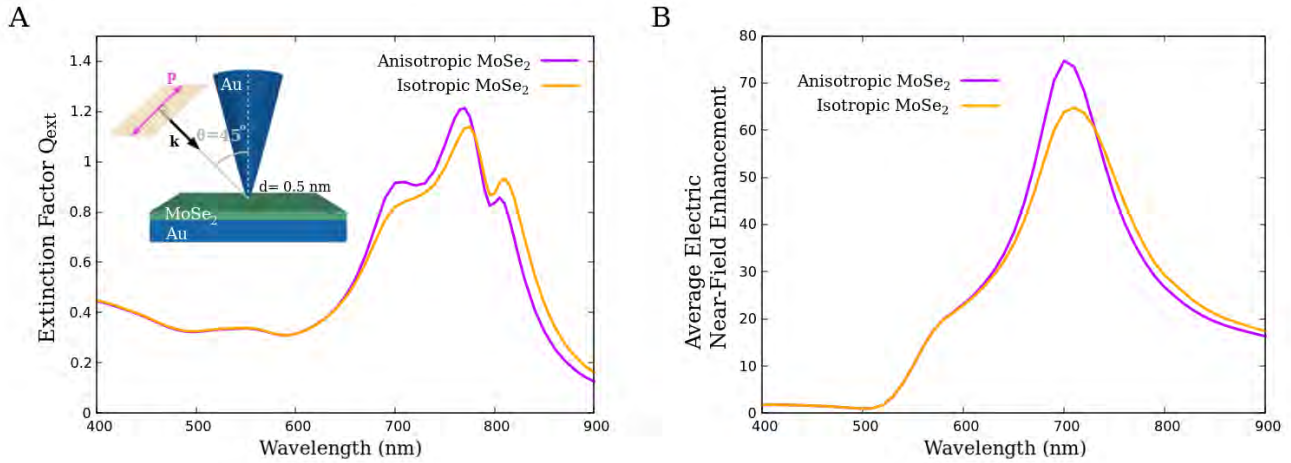 A
Extinction Factor Q_ext
1.4
1.2
1
0.8
0.6
0.4
0.2
0
400
500
600
700
800
900
Wavelength (nm)
Anisotropic MoSe₂
Isotropic MoSe₂
p
Au
k
θ=45°
d= 0.5 nm
MoSe₂
Au
B
Average Electric
Near-Field Enhancement
80
70
60
50
40
30
20
10
0
400
500
600
700
800
900
Wavelength (nm)
Anisotropic MoSe₂
Isotropic MoSe₂